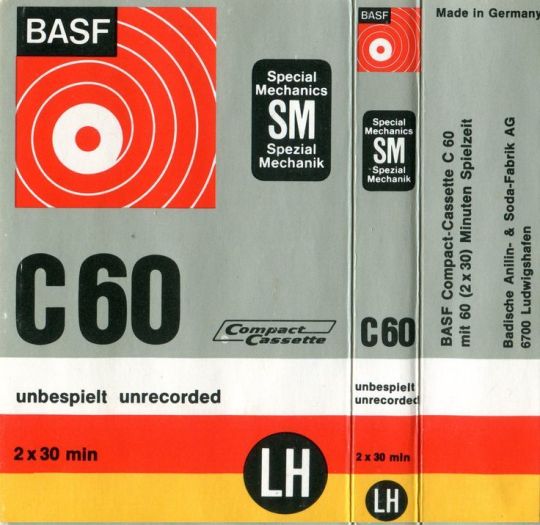 BASF
Special
Mechanics
SM
Spezial
Mechanik
C 60
Compact
Cassette
unbespielt unrecorded
2 x 30 min
LH
BASF
Special
Mechanics
SM
Spezial
Mechanik
C 60
unbespielt
unrecorded
2 x 30 min
LH
Made in Germany
BASF Compact-Cassette C 60
mit 60 (2 x 30) Minuten Spielzeit
Badische Anilin- & Soda-Fabrik AG
6700 Ludwigshafen